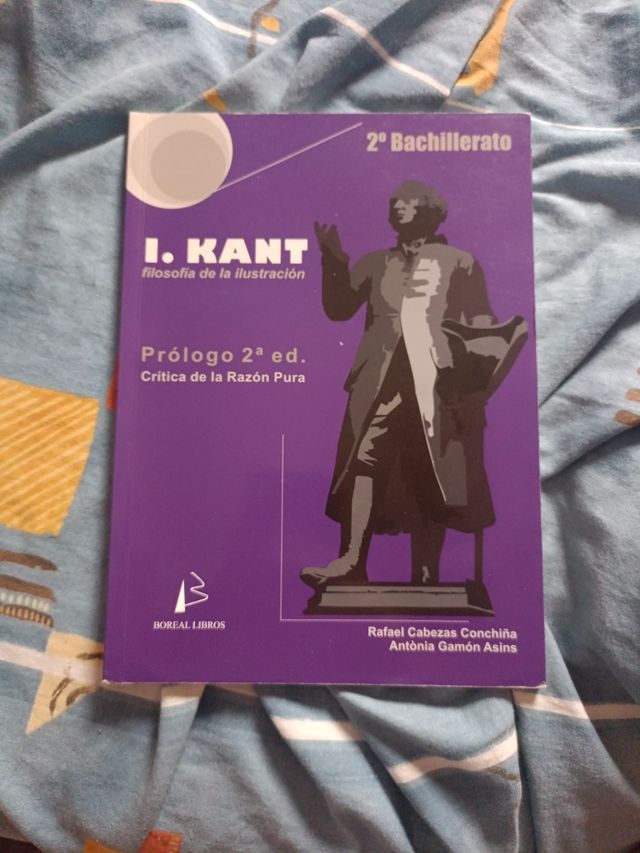 2º Bachillerato
I. KANT
filosofía de la ilustración
Prólogo 2ª ed.
Crítica de la Razón Pura
BOREAL LIBROS
Rafael Cabezas Conchiña
Antònia Gamón Asins